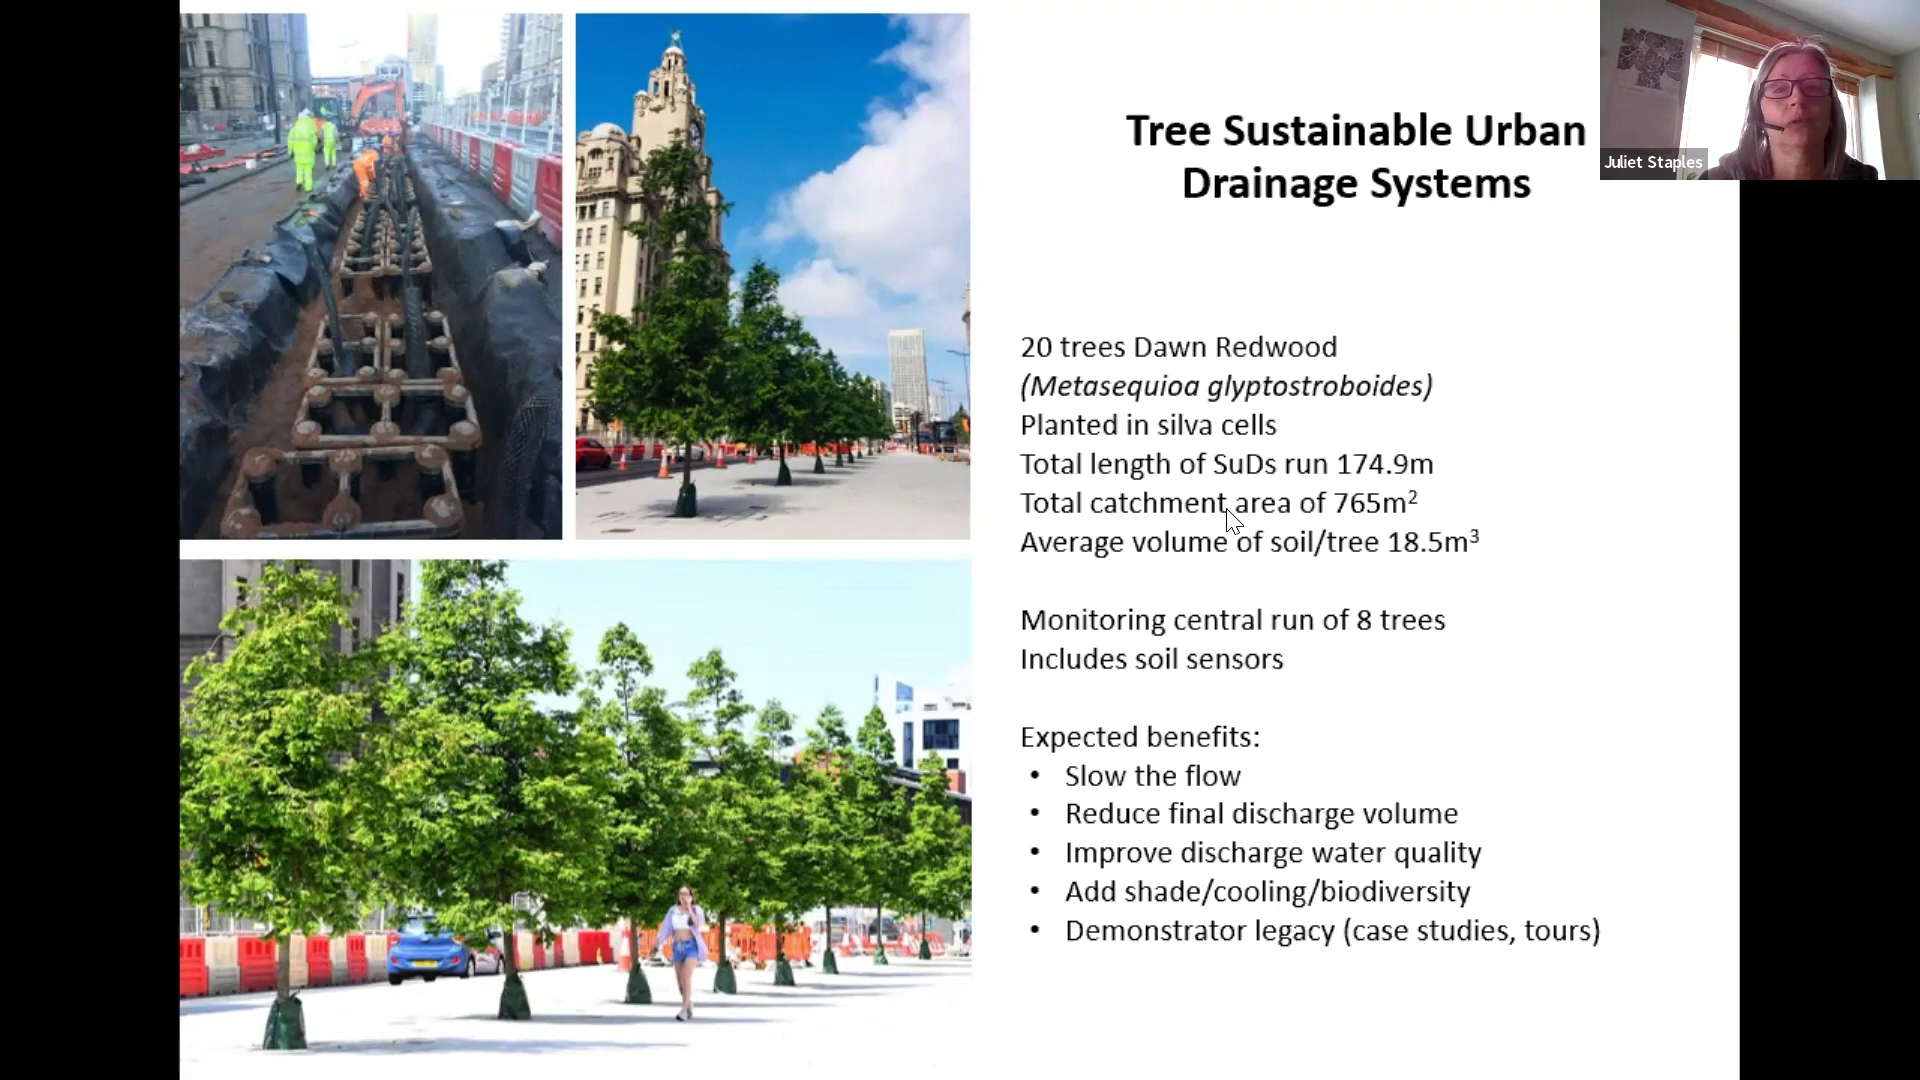 Tree Sustainable Urban
Drainage Systems
Juliet Staples
20 trees Dawn Redwood
(Metasequioa glyptostroboides)
Planted in silva cells
Total length of SuDs run 174.9m
Total catchment area of 765m²
Average volume of soil/tree 18.5m³
Monitoring central run of 8 trees
Includes soil sensors
Expected benefits:
• Slow the flow
• Reduce final discharge volume
• Improve discharge water quality
• Add shade/cooling/biodiversity
• Demonstrator legacy (case studies, tours)